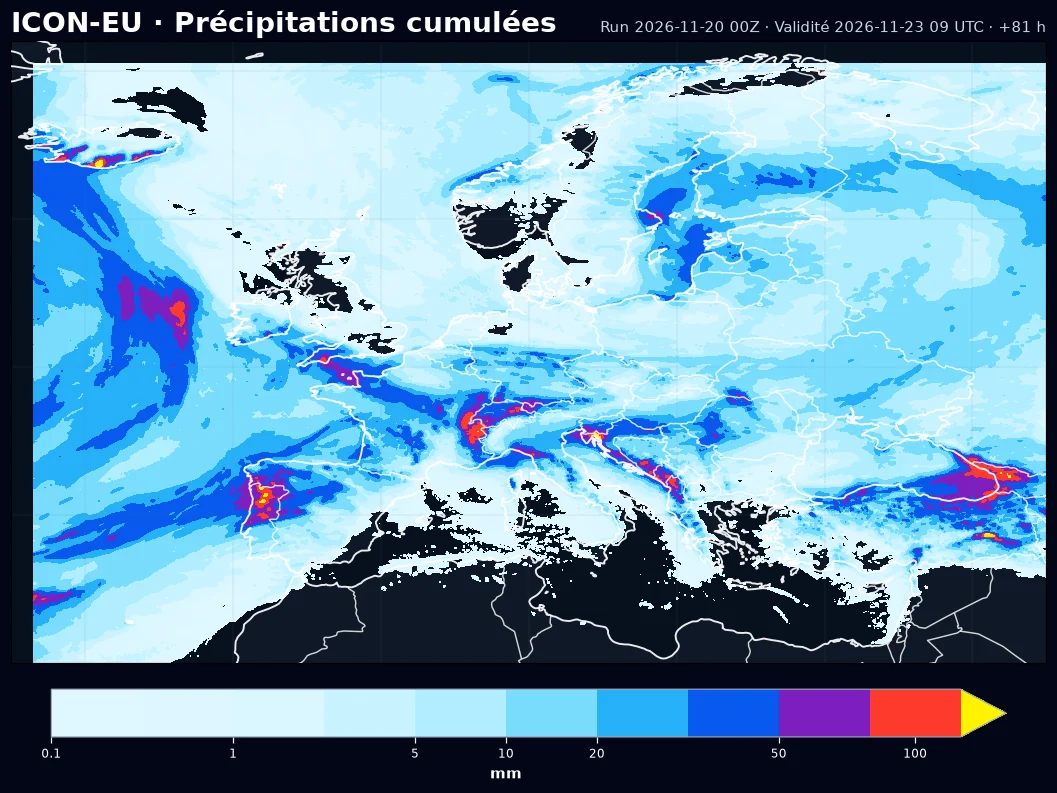 ICON-EU · Précipitations cumulées
Run 2026-11-20 00Z · Validité 2026-11-23 09 UTC · +81 h
0.1 1 5 10 20 50 100
mm